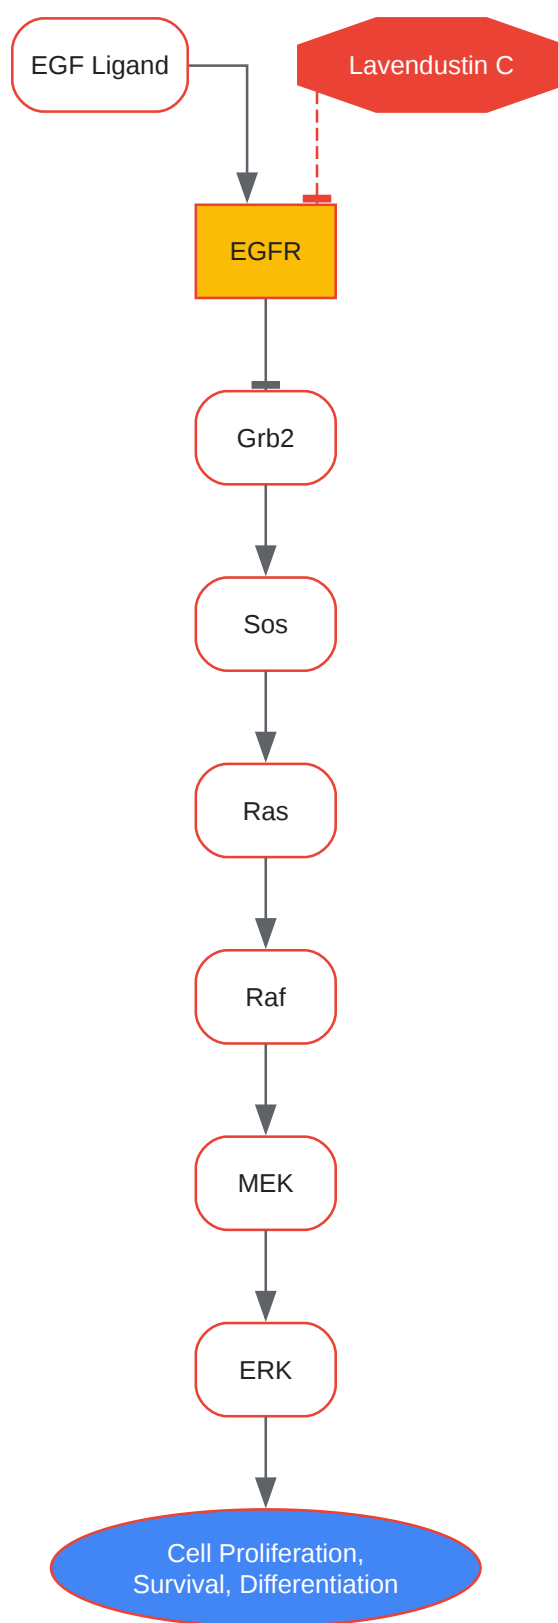 EGF Ligand
Lavendustin C
EGFR
Grb2
Sos
Ras
Raf
MEK
ERK
Cell Proliferation,
Survival, Differentiation